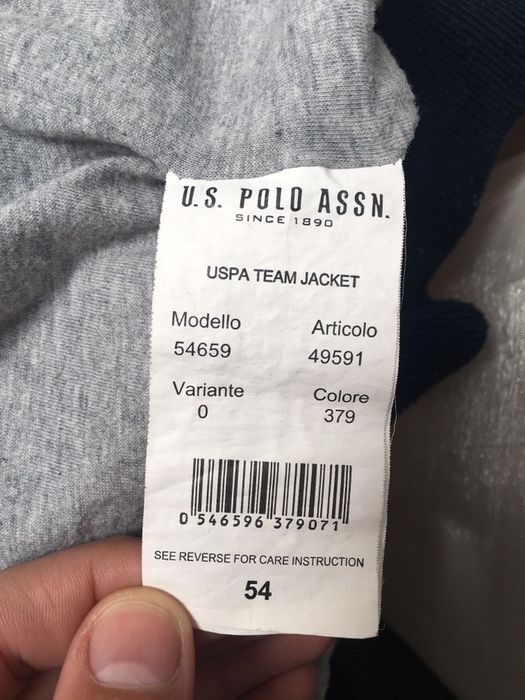 U.S. POLO ASSN.
SINCE 1890
USPA TEAM JACKET
Modello Articolo
54659 49591
Variante Colore
0 379
0 546596 379071
SEE REVERSE FOR CARE INSTRUCTION
54